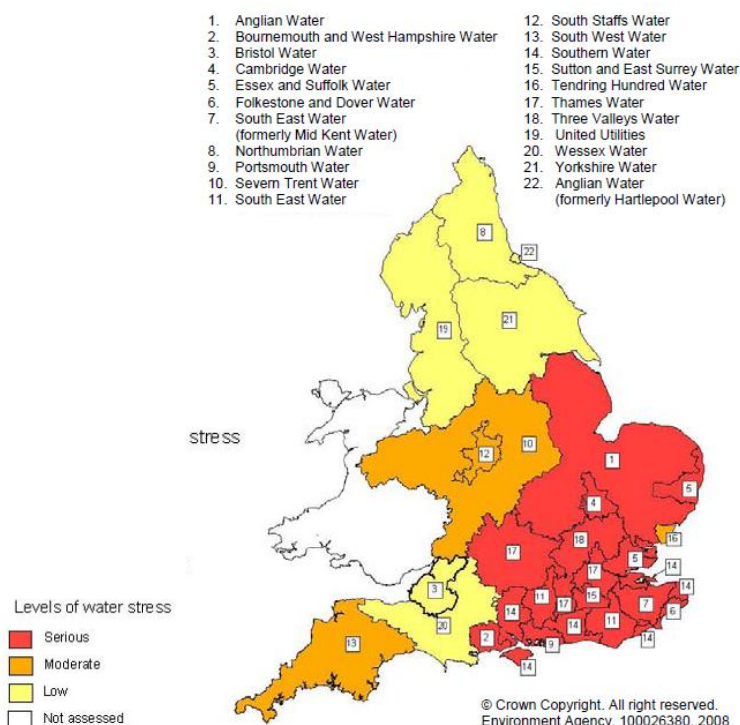 1. Anglian Water
2. Bournemouth and West Hampshire Water
3. Bristol Water
4. Cambridge Water
5. Essex and Suffolk Water
6. Folkestone and Dover Water
7. South East Water
(formerly Mid Kent Water)
8. Northumbrian Water
9. Portsmouth Water
10. Severn Trent Water
11. South East Water
12. South Staffs Water
13. South West Water
14. Southern Water
15. Sutton and East Surrey Water
16. Tendring Hundred Water
17. Thames Water
18. Three Valleys Water
19. United Utilities
20. Wessex Water
21. Yorkshire Water
22. Anglian Water
(formerly Hartlepool Water)
8
22
21
19
stress
10
12
1
5
4
16
18
17
5
14
17
3
14
15
14
11
17
7
6
20
2
14
11
14
9
14
13
14
Levels of water stress
Serious
Moderate
Low
Not assessed
© Crown Copyright. All right reserved.
Environment Agency, 100026380, 2008